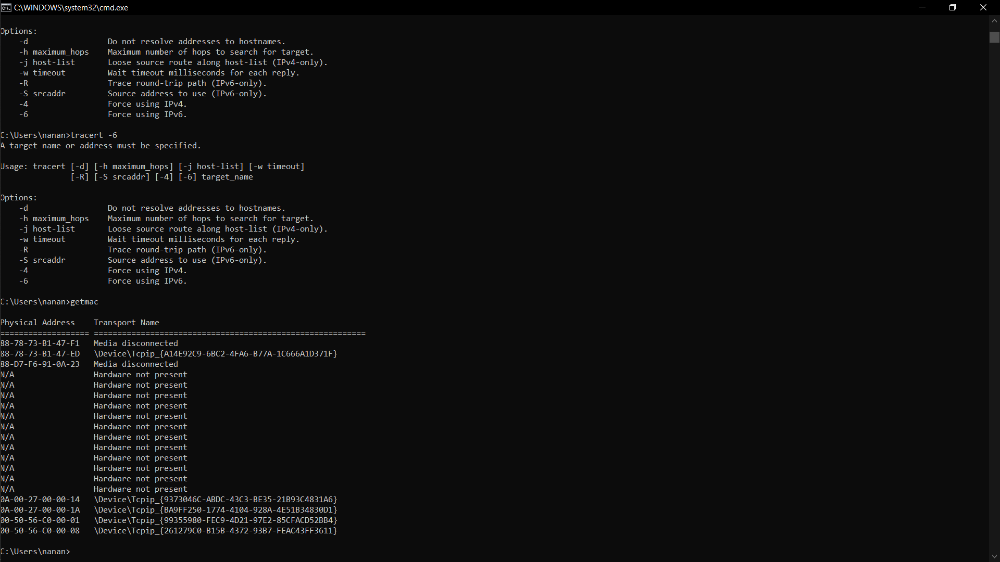 C:\WINDOWS\system32\cmd.exe
Options:
    -d                 Do not resolve addresses to hostnames.
    -h maximum_hops    Maximum number of hops to search for target.
    -j host-list       Loose source route along host-list (IPv4-only).
    -w timeout         Wait timeout milliseconds for each reply.
    -R                 Trace round-trip path (IPv6-only).
    -S srcaddr         Source address to use (IPv6-only).
    -4                 Force using IPv4.
    -6                 Force using IPv6.
C:\Users\nanan>tracert -6
A target name or address must be specified.
Usage: tracert [-d] [-h maximum_hops] [-j host-list] [-w timeout]
               [-R] [-S srcaddr] [-4] [-6] target_name
Options:
    -d                 Do not resolve addresses to hostnames.
    -h maximum_hops    Maximum number of hops to search for target.
    -j host-list       Loose source route along host-list (IPv4-only).
    -w timeout         Wait timeout milliseconds for each reply.
    -R                 Trace round-trip path (IPv6-only).
    -S srcaddr         Source address to use (IPv6-only).
    -4                 Force using IPv4.
    -6                 Force using IPv6.
C:\Users\nanan>getmac
Physical Address    Transport Name
=================== ==========================================================
88-78-73-B1-47-F1   Media disconnected
88-78-73-B1-47-ED   \Device\Tcpip_{A14E92C9-6BC2-4FA6-B77A-1C666A1D371F}
88-D7-F6-91-0A-23   Media disconnected
N/A                 Hardware not present
N/A                 Hardware not present
N/A                 Hardware not present
N/A                 Hardware not present
N/A                 Hardware not present
N/A                 Hardware not present
N/A                 Hardware not present
N/A                 Hardware not present
N/A                 Hardware not present
N/A                 Hardware not present
N/A                 Hardware not present
N/A                 Hardware not present
0A-00-27-00-00-14   \Device\Tcpip_{9373046C-ABDC-43C3-BE35-21B93C4831A6}
0A-00-27-00-00-1A   \Device\Tcpip_{BA9FF250-1774-4104-928A-4E51B34830D1}
00-50-56-C0-00-01   \Device\Tcpip_{99355980-FEC9-4D21-97E2-85CFACD52BB4}
00-50-56-C0-00-08   \Device\Tcpip_{261279C0-B15B-4372-93B7-FEAC43FF3611}
C:\Users\nanan>